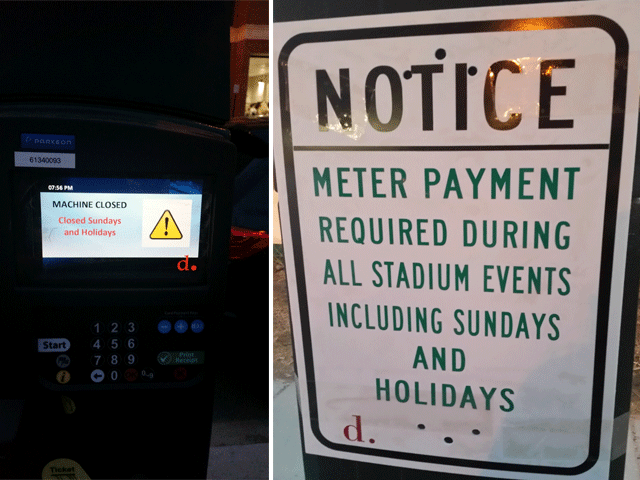 PARKEON
61340093
07:56 PM
MACHINE CLOSED
Closed Sundays
and Holidays
d.
1 2 3
Start
4 5 6
7 8 9
Print
Receipt
i
0
Ticket
NOTICE
METER PAYMENT
REQUIRED DURING
ALL STADIUM EVENTS
INCLUDING SUNDAYS
AND
HOLIDAYS
d.